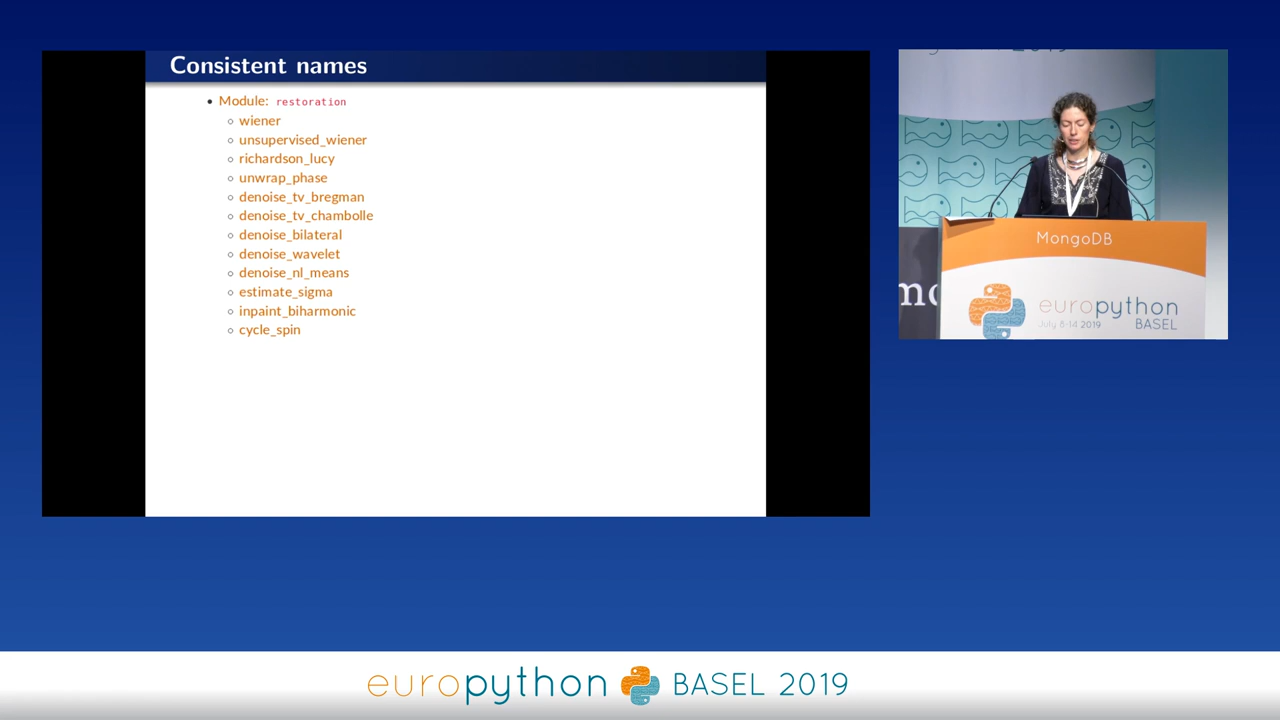 Consistent names
Module: restoration
wiener
unsupervised_wiener
richardson_lucy
unwrap_phase
denoise_tv_bregman
denoise_tv_chambolle
denoise_bilateral
denoise_wavelet
denoise_nl_means
estimate_sigma
inpaint_biharmonic
cycle_spin
MongoDB
europython
July 8-14 2019
BASEL
europython BASEL 2019